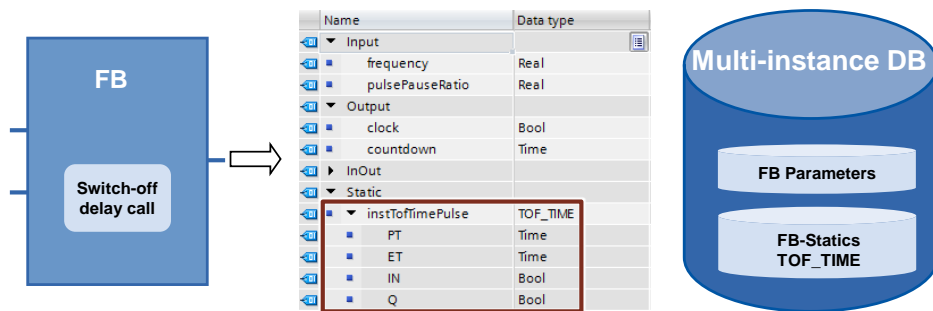 FB
Switch-off
delay call
Name Data type
Input
frequency Real
pulsePauseRatio Real
Output
clock Bool
countdown Time
InOut
Static
instTofTimePulse TOF_TIME
PT Time
ET Time
IN Bool
Q Bool
Multi-instance DB
FB Parameters
FB-Statics
TOF_TIME